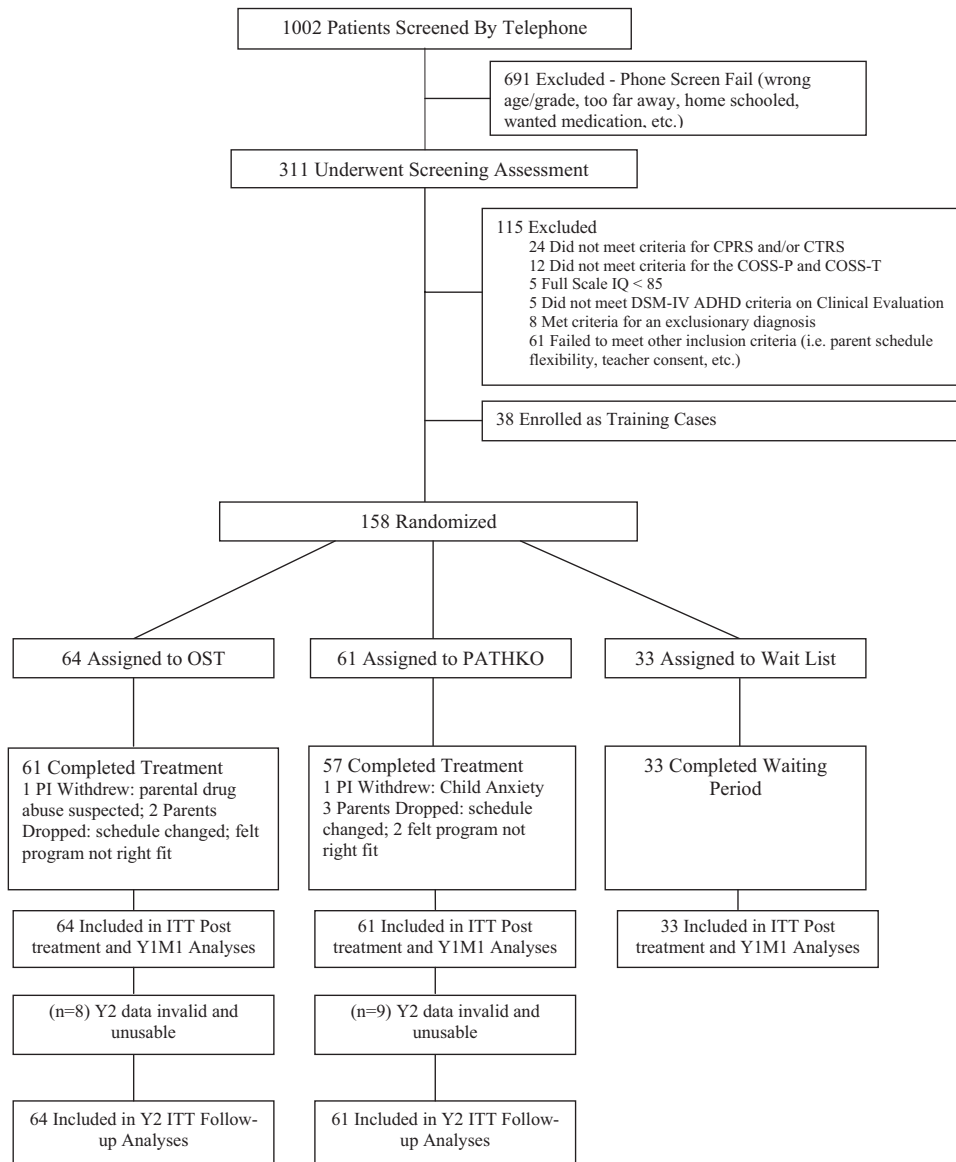 1002 Patients Screened By Telephone
691 Excluded - Phone Screen Fail (wrong
age/grade, too far away, home schooled,
wanted medication, etc.)
311 Underwent Screening Assessment
115 Excluded
24 Did not meet criteria for CPRS and/or CTRS
12 Did not meet criteria for the COSS-P and COSS-T
5 Full Scale IQ < 85
5 Did not meet DSM-IV ADHD criteria on Clinical Evaluation
8 Met criteria for an exclusionary diagnosis
61 Failed to meet other inclusion criteria (i.e. parent schedule
flexibility, teacher consent, etc.)
38 Enrolled as Training Cases
158 Randomized
64 Assigned to OST
61 Assigned to PATHKO
33 Assigned to Wait List
61 Completed Treatment
1 PI Withdrew: parental drug
abuse suspected; 2 Parents
Dropped: schedule changed; felt
program not right fit
57 Completed Treatment
1 PI Withdrew: Child Anxiety
3 Parents Dropped: schedule
changed; 2 felt program not
right fit
33 Completed Waiting
Period
64 Included in ITT Post
treatment and Y1M1 Analyses
61 Included in ITT Post
treatment and Y1M1 Analyses
33 Included in ITT Post
treatment and Y1M1 Analyses
(n=8) Y2 data invalid and
unusable
(n=9) Y2 data invalid and
unusable
64 Included in Y2 ITT Follow-
up Analyses
61 Included in Y2 ITT Follow-
up Analyses